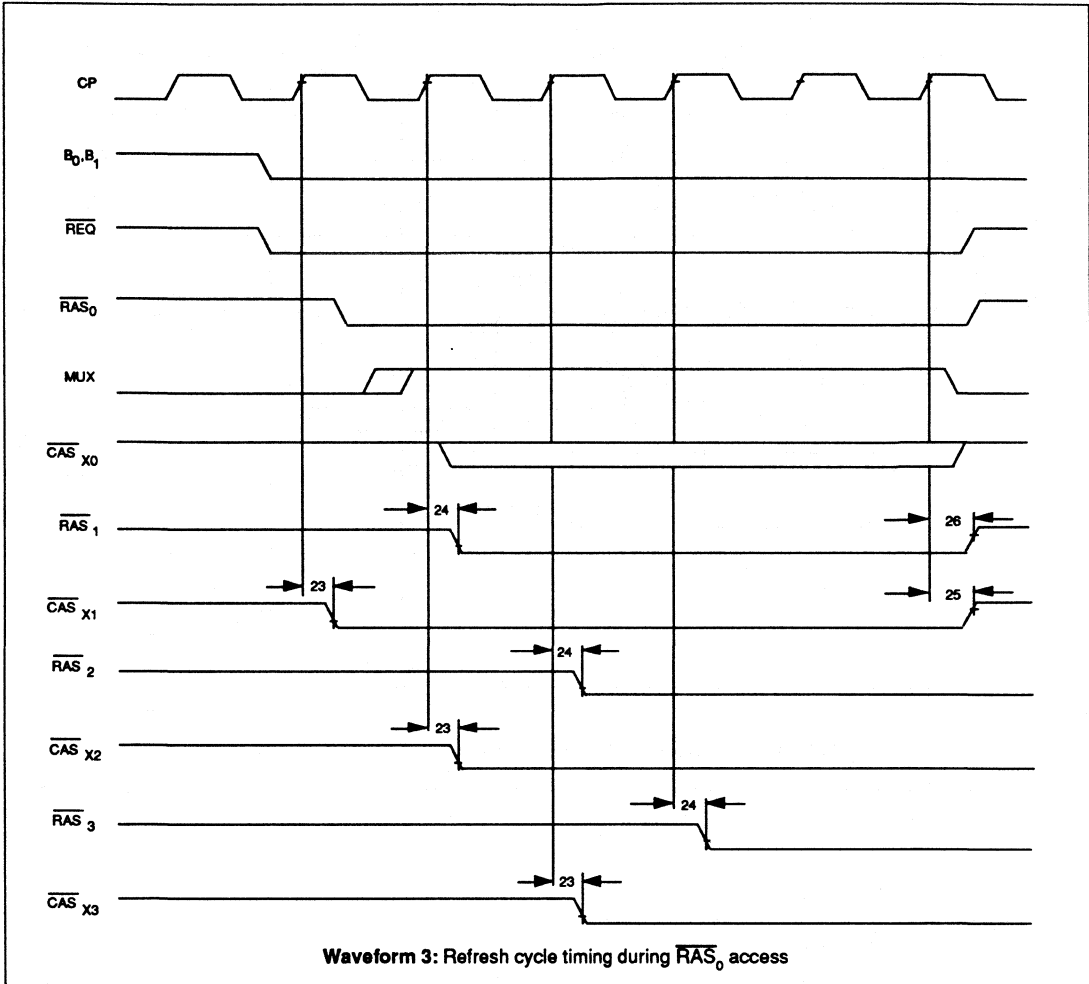 CP
B0,B1
REQ
RAS0
MUX
CAS X0
24
RAS 1
26
23
CAS X1
25
24
RAS 2
23
CAS X2
24
RAS 3
23
CAS X3
Waveform 3: Refresh cycle timing during RAS0 access